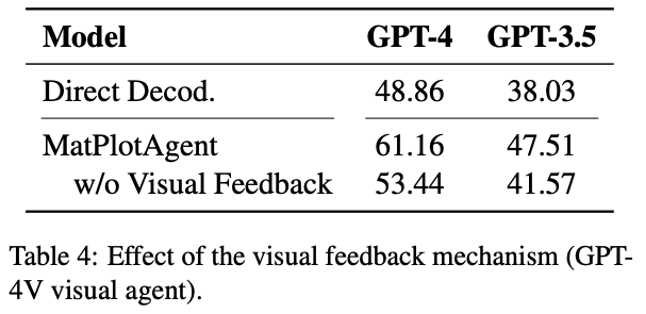 Model GPT-4 GPT-3.5
Direct Decod. 48.86 38.03
MatPlotAgent 61.16 47.51
w/o Visual Feedback 53.44 41.57
Table 4: Effect of the visual feedback mechanism (GPT-
4V visual agent).